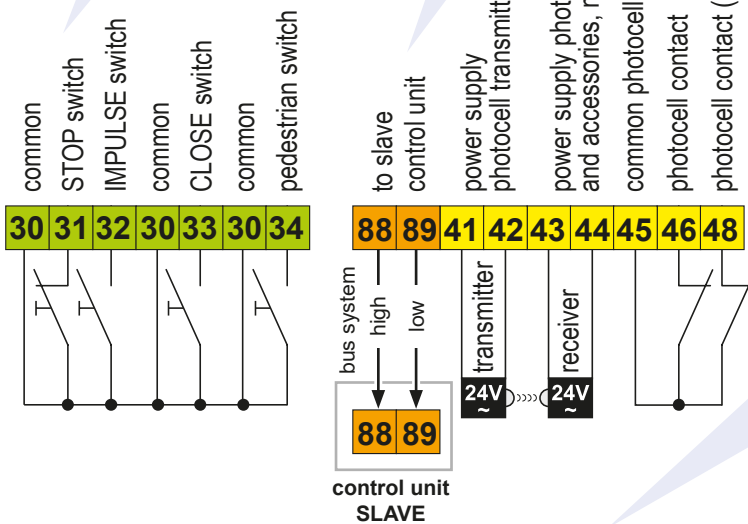 common
STOP switch
IMPULSE switch
common
CLOSE switch
common
pedestrian switch
to slave
control unit
power supply
photocell transmitt
power supply phot
and accessories, r
common photocell
photocell contact
photocell contact (
30 31 32 30 33 30 34
88 89 41 42 43 44 45 46 48
bus system
high
low
transmitter
receiver
24V
~
24V
~
88 89
control unit
SLAVE